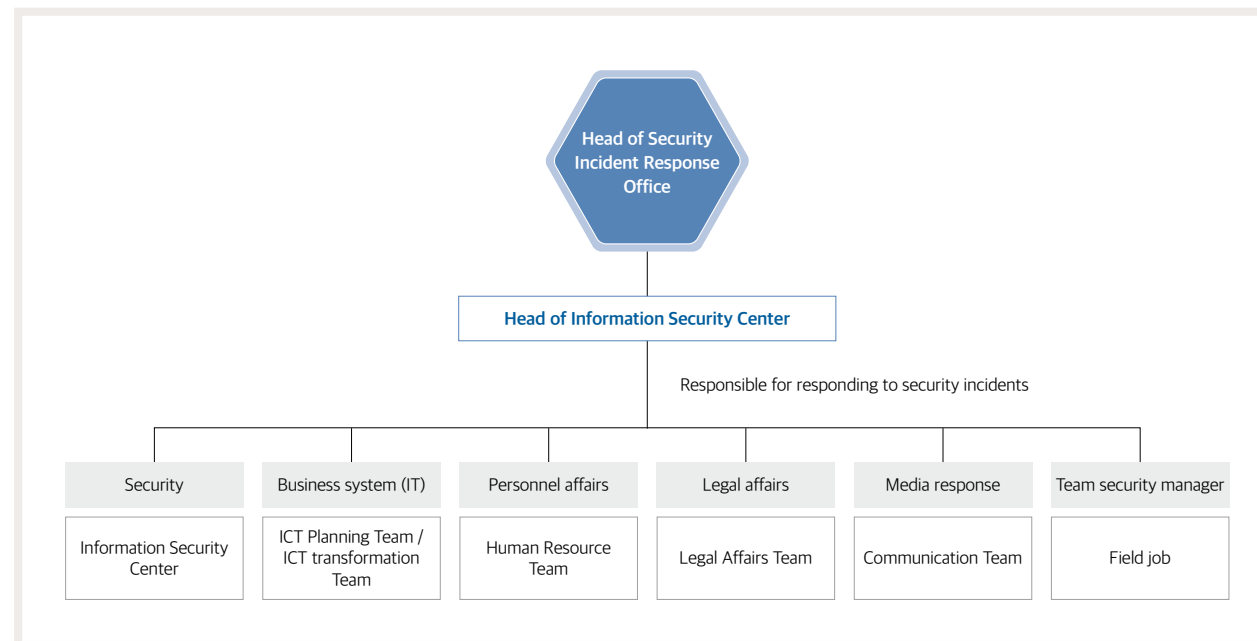 Head of Security
Incident Response
Office
Head of Information Security Center
Responsible for responding to security incidents
Security
Business system (IT)
Personnel affairs
Legal affairs
Media response
Team security manager
Information Security
Center
ICT Planning Team /
ICT transformation
Team
Human Resource
Team
Legal Affairs Team
Communication Team
Field job